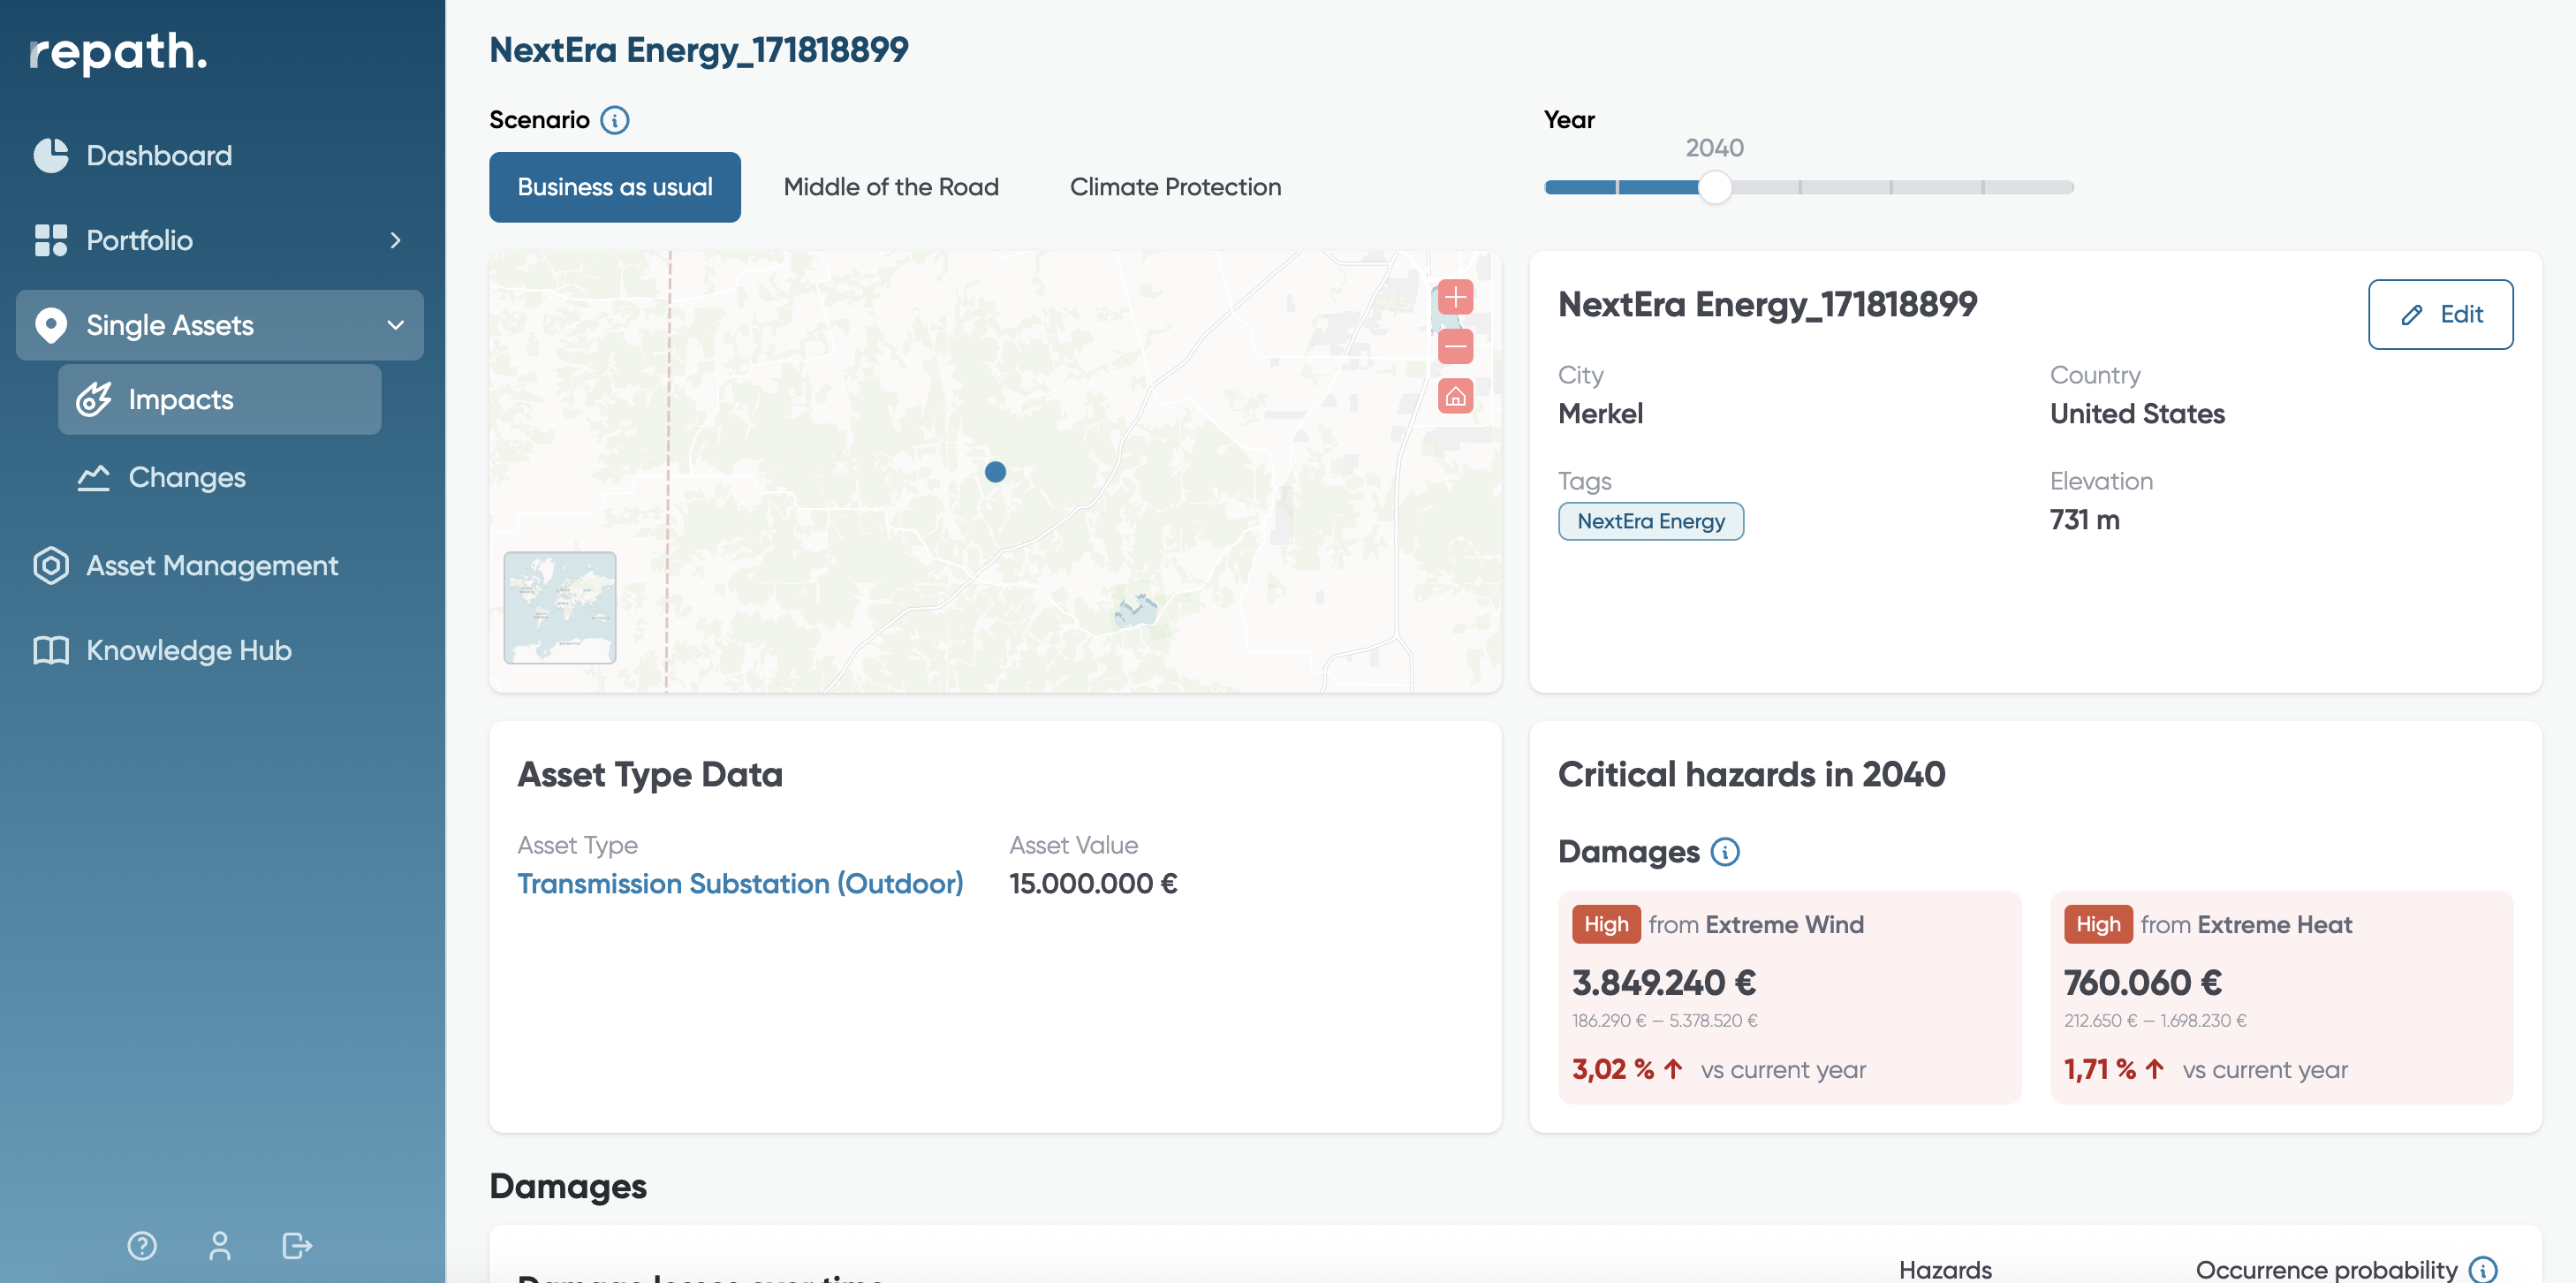 repath.
Dashboard
Portfolio
Single Assets
Impacts
Changes
Asset Management
Knowledge Hub
NextEra Energy_171818899
Scenario
Business as usual
Middle of the Road
Climate Protection
Year
2040
NextEra Energy_171818899
Edit
City
Merkel
Country
United States
Tags
NextEra Energy
Elevation
731 m
Asset Type Data
Asset Type
Transmission Substation (Outdoor)
Asset Value
15.000.000 €
Critical hazards in 2040
Damages
High from Extreme Wind
3.849.240 €
186.290 € — 5.378.520 €
3,02 % ↑ vs current year
High from Extreme Heat
760.060 €
212.650 € — 1.698.230 €
1,71 % ↑ vs current year
Damages
Damage losses over time
Hazards
Occurrence probability